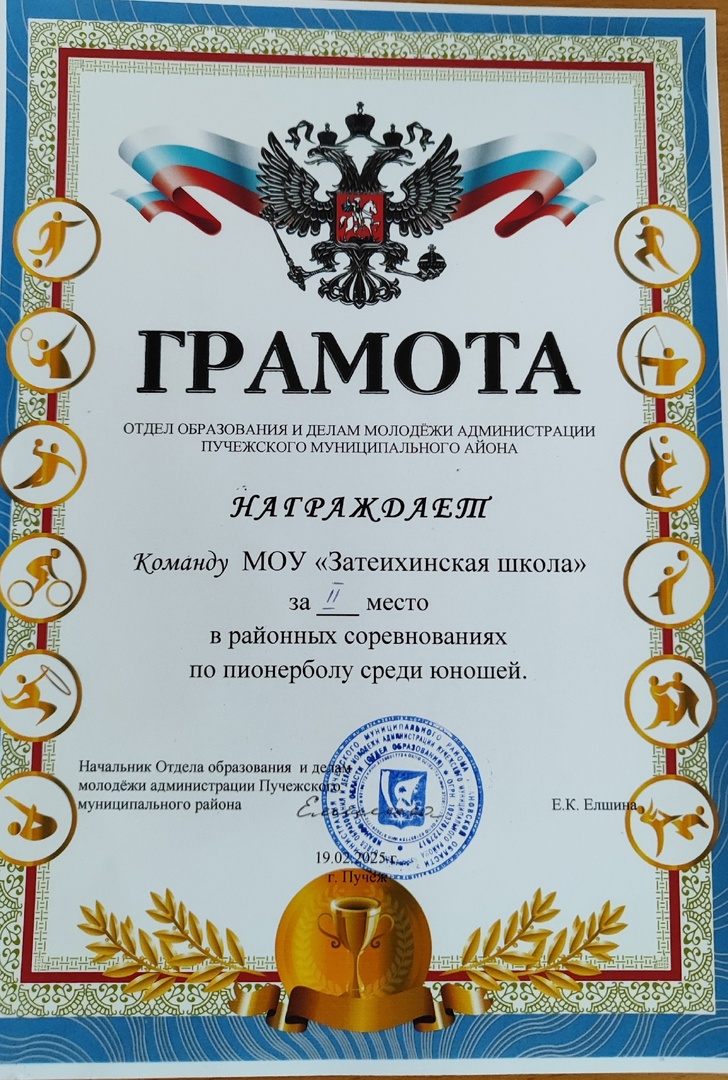 ГРАМОТА
ОТДЕЛ ОБРАЗОВАНИЯ И ДЕЛАМ МОЛОДЁЖИ АДМИНИСТРАЦИИ
ПУЧЕЖСКОГО МУНИЦИПАЛЬНОГО АЙОНА
НАГРАЖДАЕТ
Команду МОУ «Затеихинская школа»
за II место
в районных соревнованиях
по пионерболу среди юношей.
Начальник Отдела образования и делам
молодёжи администрации Пучежского
муниципального района
Е.К. Елшина
19.02.2025 г.
г. Пучеж